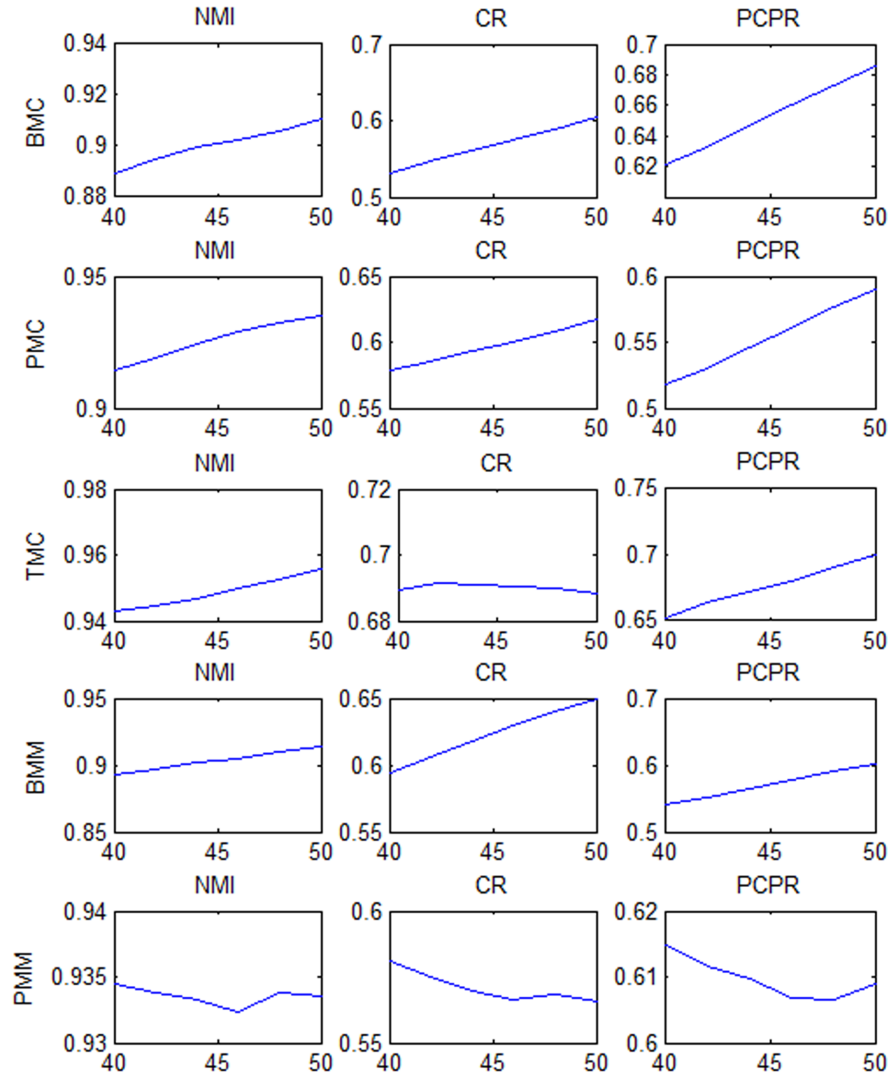 NMI CR PCPR
BMC
0.94 0.92 0.9 0.88
0.7 0.6 0.5
0.7 0.68 0.66 0.64 0.62
40 45 50 40 45 50 40 45 50
NMI CR PCPR
PMC
0.95 0.9
0.65 0.6 0.55
0.6 0.55 0.5
40 45 50 40 45 50 40 45 50
NMI CR PCPR
TMC
0.98 0.96 0.94
0.72 0.7 0.68
0.75 0.7 0.65
40 45 50 40 45 50 40 45 50
NMI CR PCPR
BMM
0.95 0.9 0.85
0.65 0.6 0.55
0.7 0.6 0.5
40 45 50 40 45 50 40 45 50
NMI CR PCPR
PMM
0.94 0.935 0.93
0.6 0.55
0.62 0.61 0.6
40 45 50 40 45 50 40 45 50